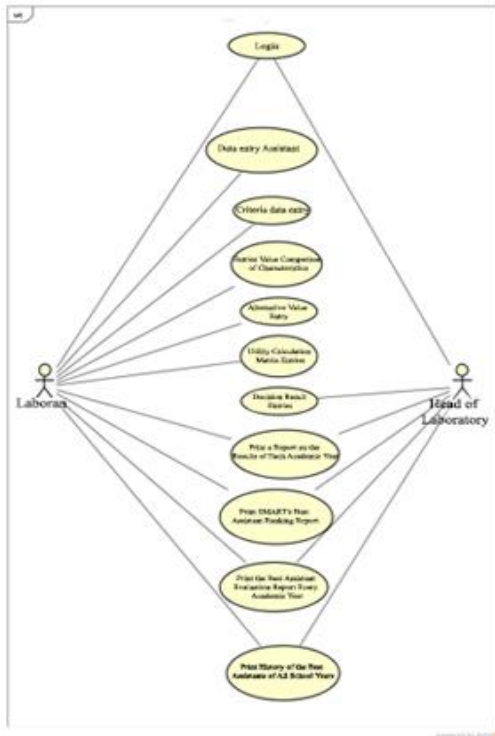 uc
Login
Data entry Assistant
Criteria data entry
Entries Value Comparison
of Characteristics
Alternative Value
Entry
Utility Calculation
Matrix Entries
Decision Result
Entries
Laboran
Head of
Laboratory
Print a Report on the
Results of Each Academic Year
Print SMART's Best
Assistant Ranking Report
Print the Best Assistant
Evaluation Report Every
Academic Year
Print History of the Best
Assistants of All School Years